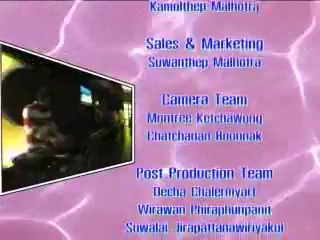 Kamolthep Malhotra
Sales & Marketing
Suwanthep Malhotra
Camera Team
Montree Ketchawong
Chatchanan Boonnak
Post Production Team
Decha Chalermyart
Wirawan Phiraphunpanit
Suwalai Jirapattanawiriyakul